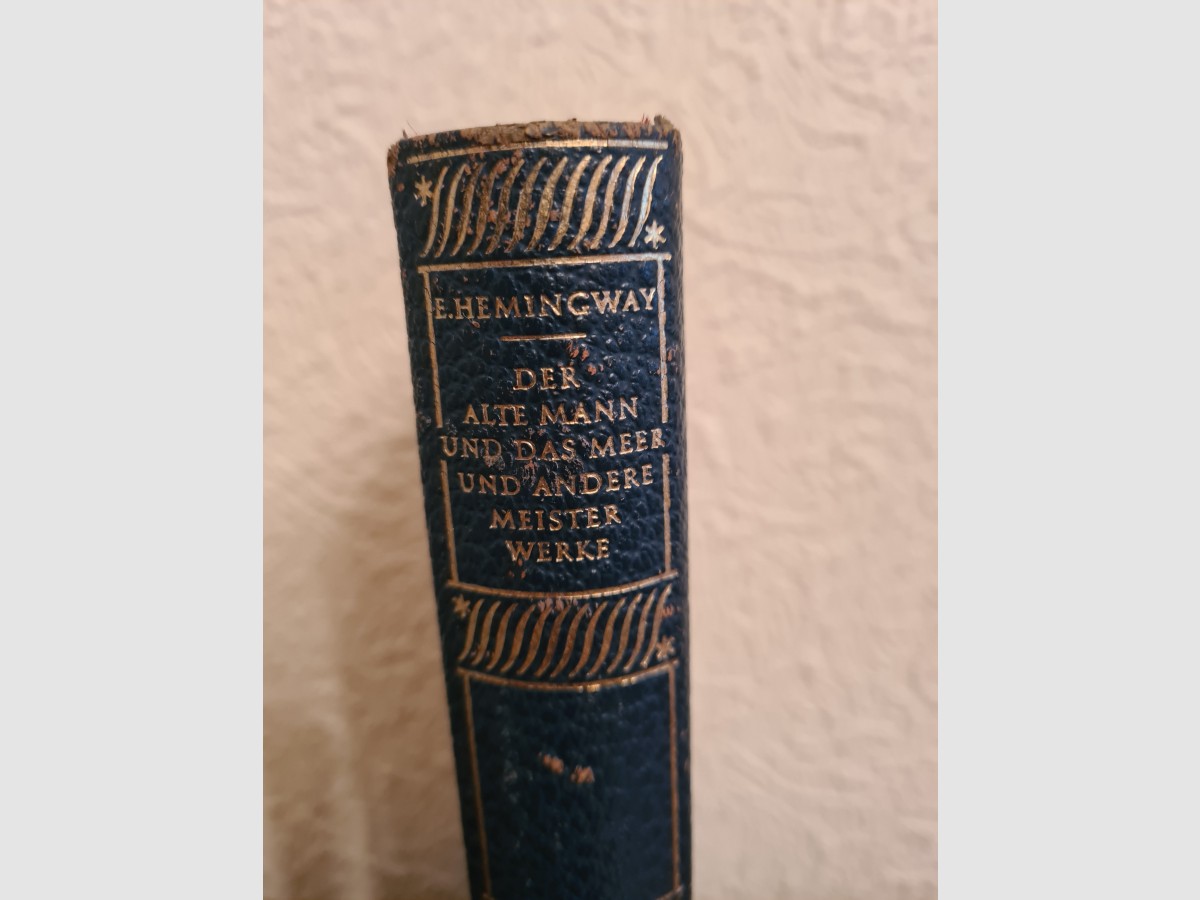 E.HEMINGWAY
DER
ALTE MANN
UND DAS MEER
UND ANDERE
MEISTER
WERKE